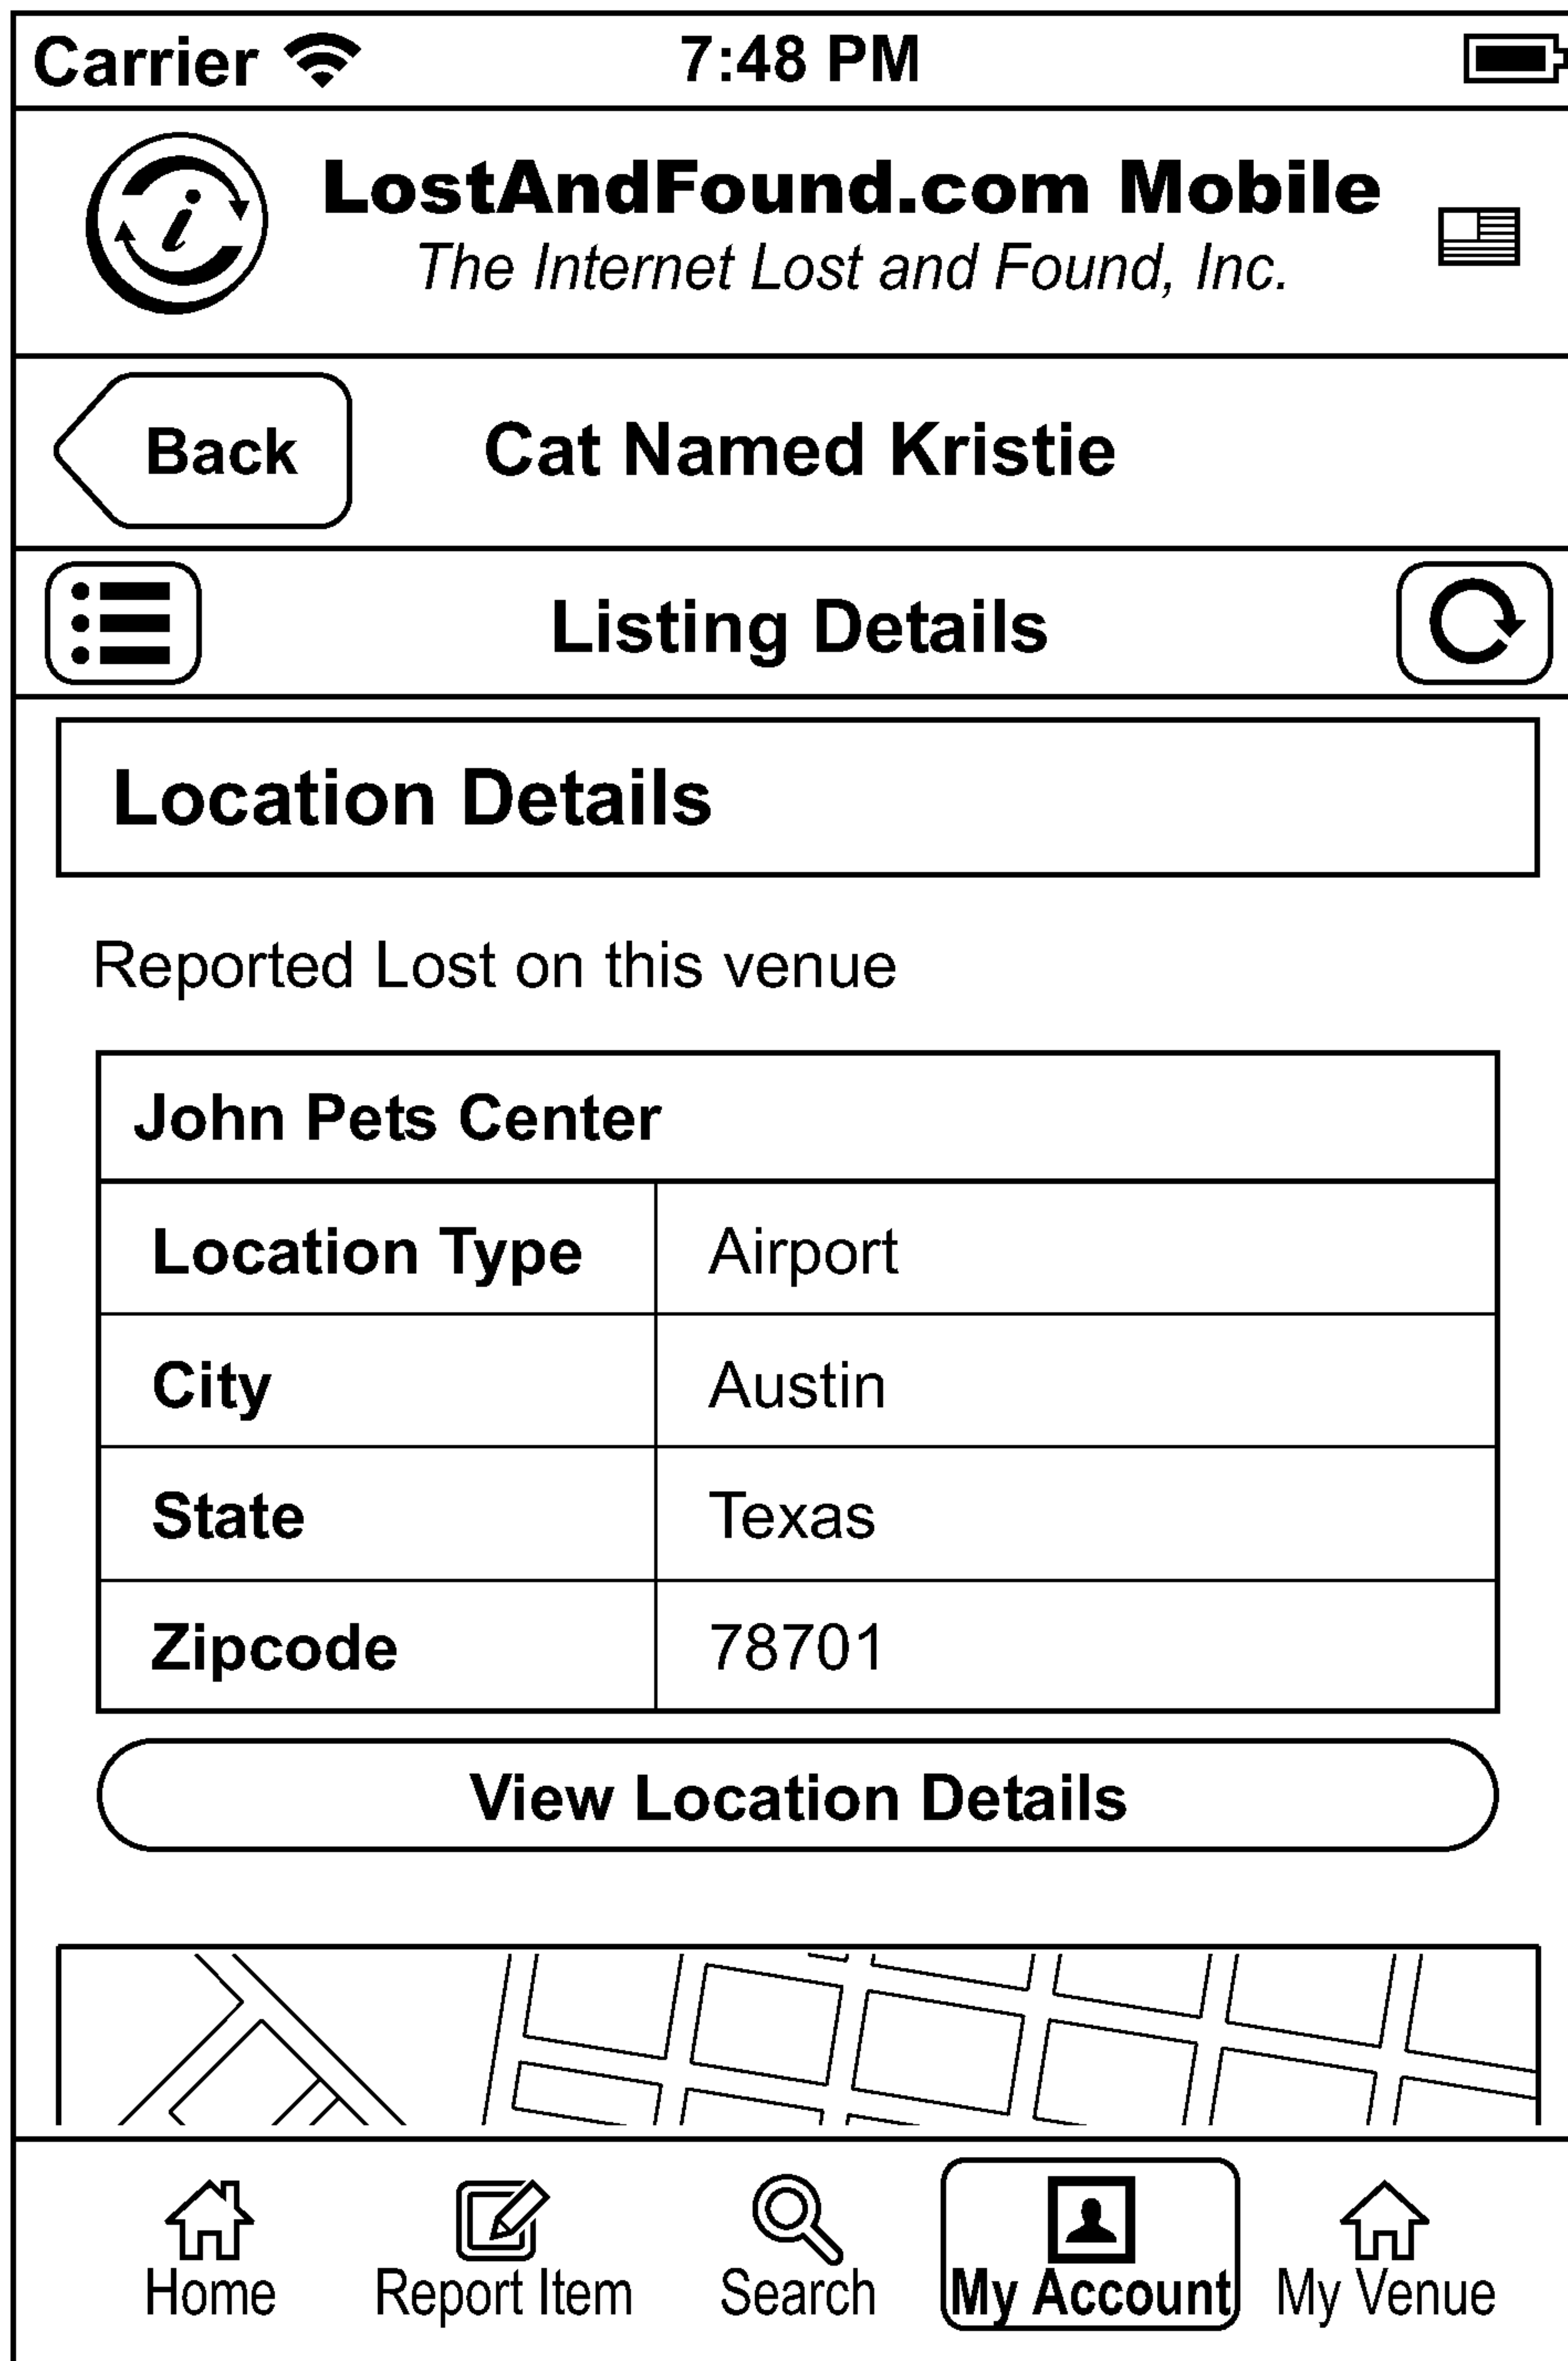 Carrier 7:48 PM
LostAndFound.com Mobile
The Internet Lost and Found, Inc.
Back Cat Named Kristie
Listing Details
Location Details
Reported Lost on this venue
John Pets Center
Location Type Airport
City Austin
State Texas
Zipcode 78701
View Location Details
Home Report Item Search My Account My Venue